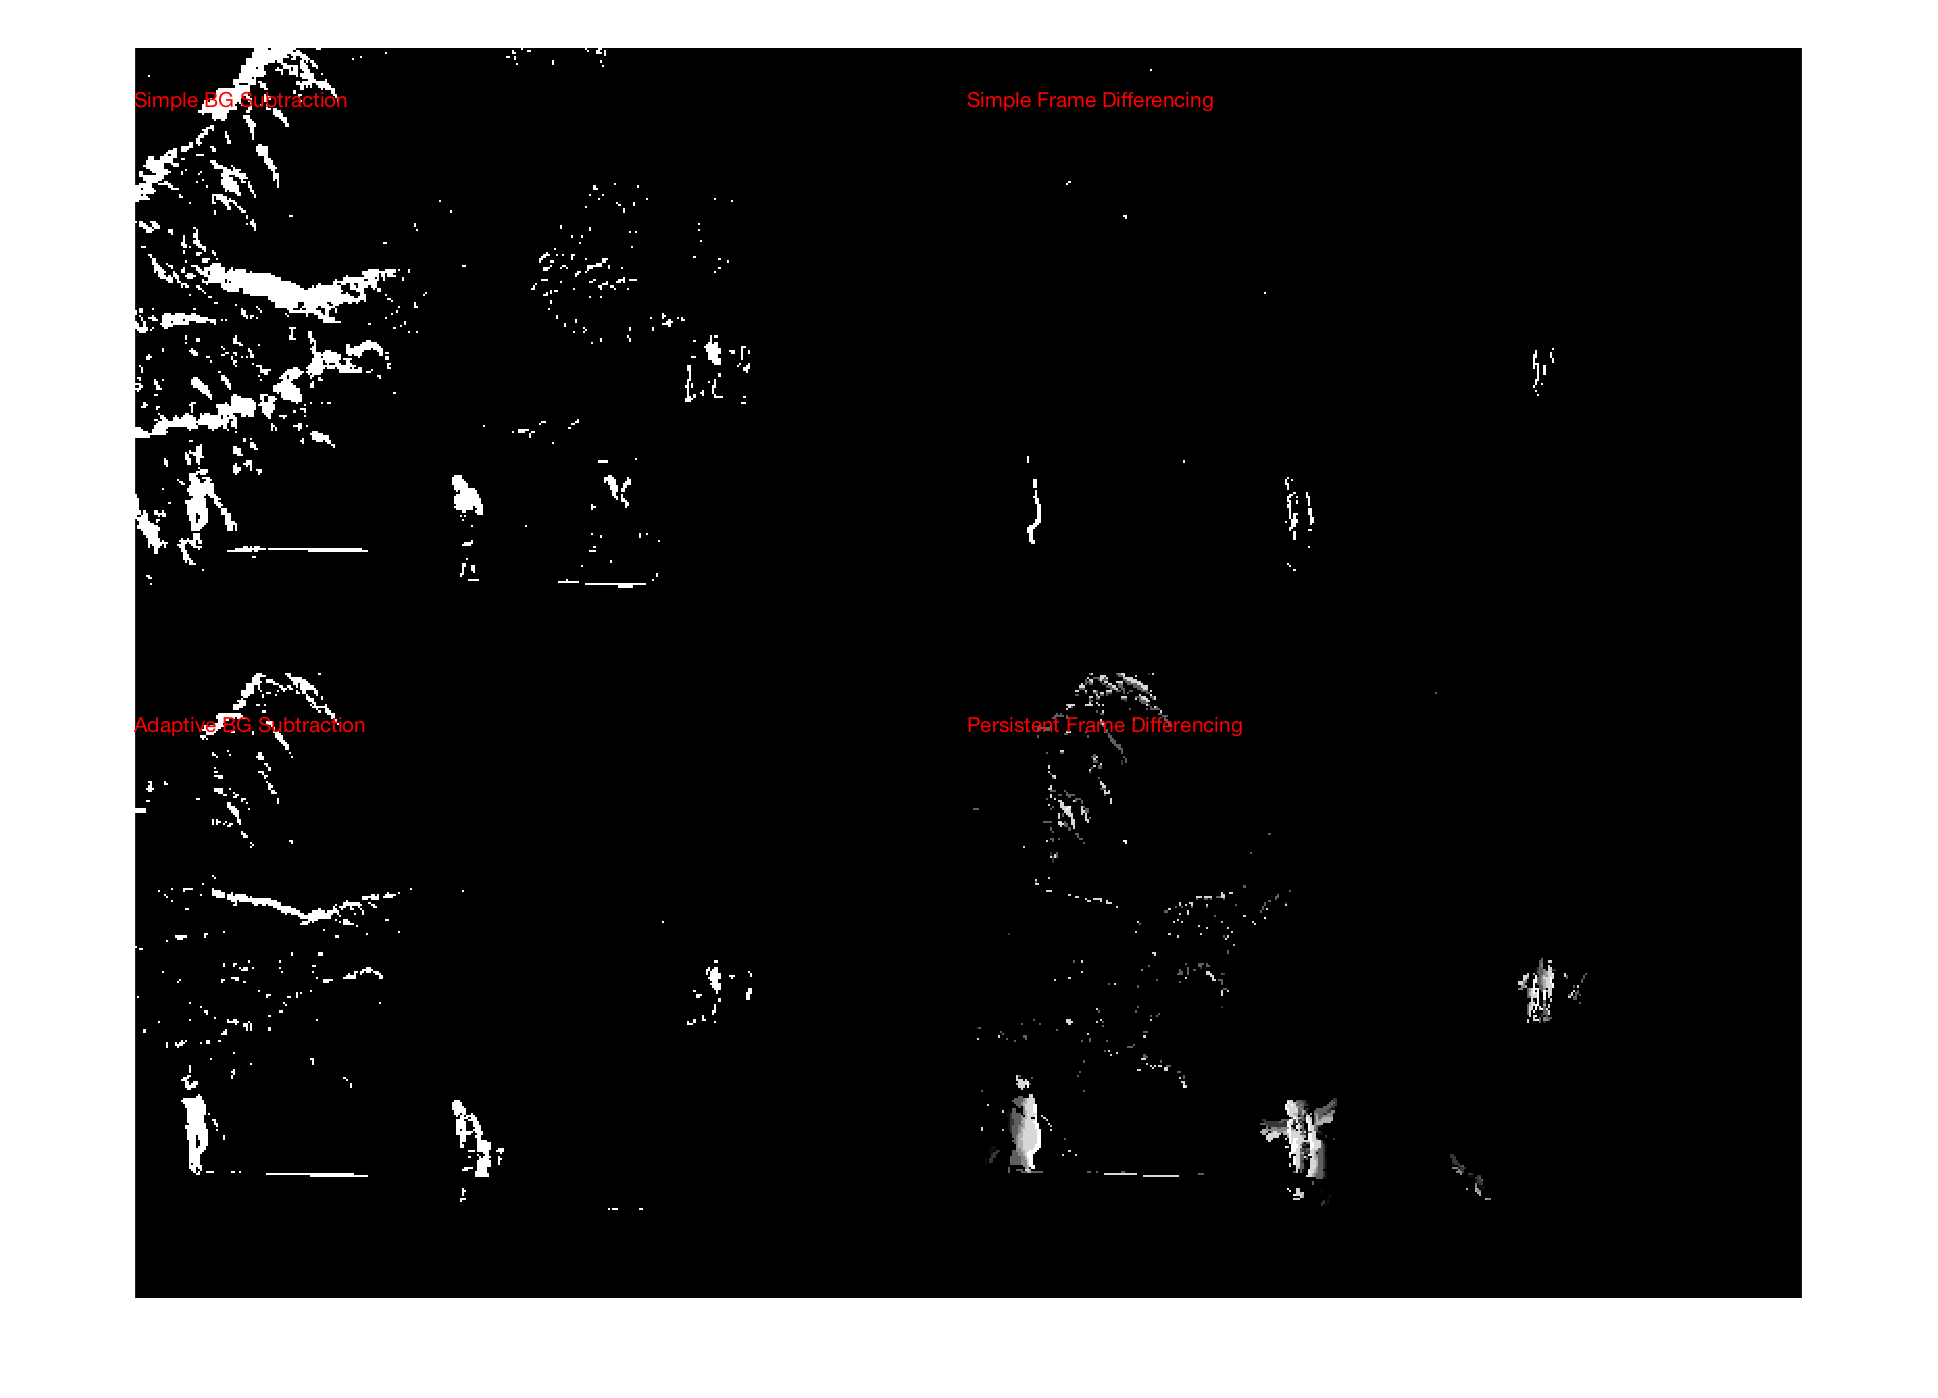 Simple BG Subtraction
Simple Frame Differencing
Adaptive BG Subtraction
Persistent Frame Differencing